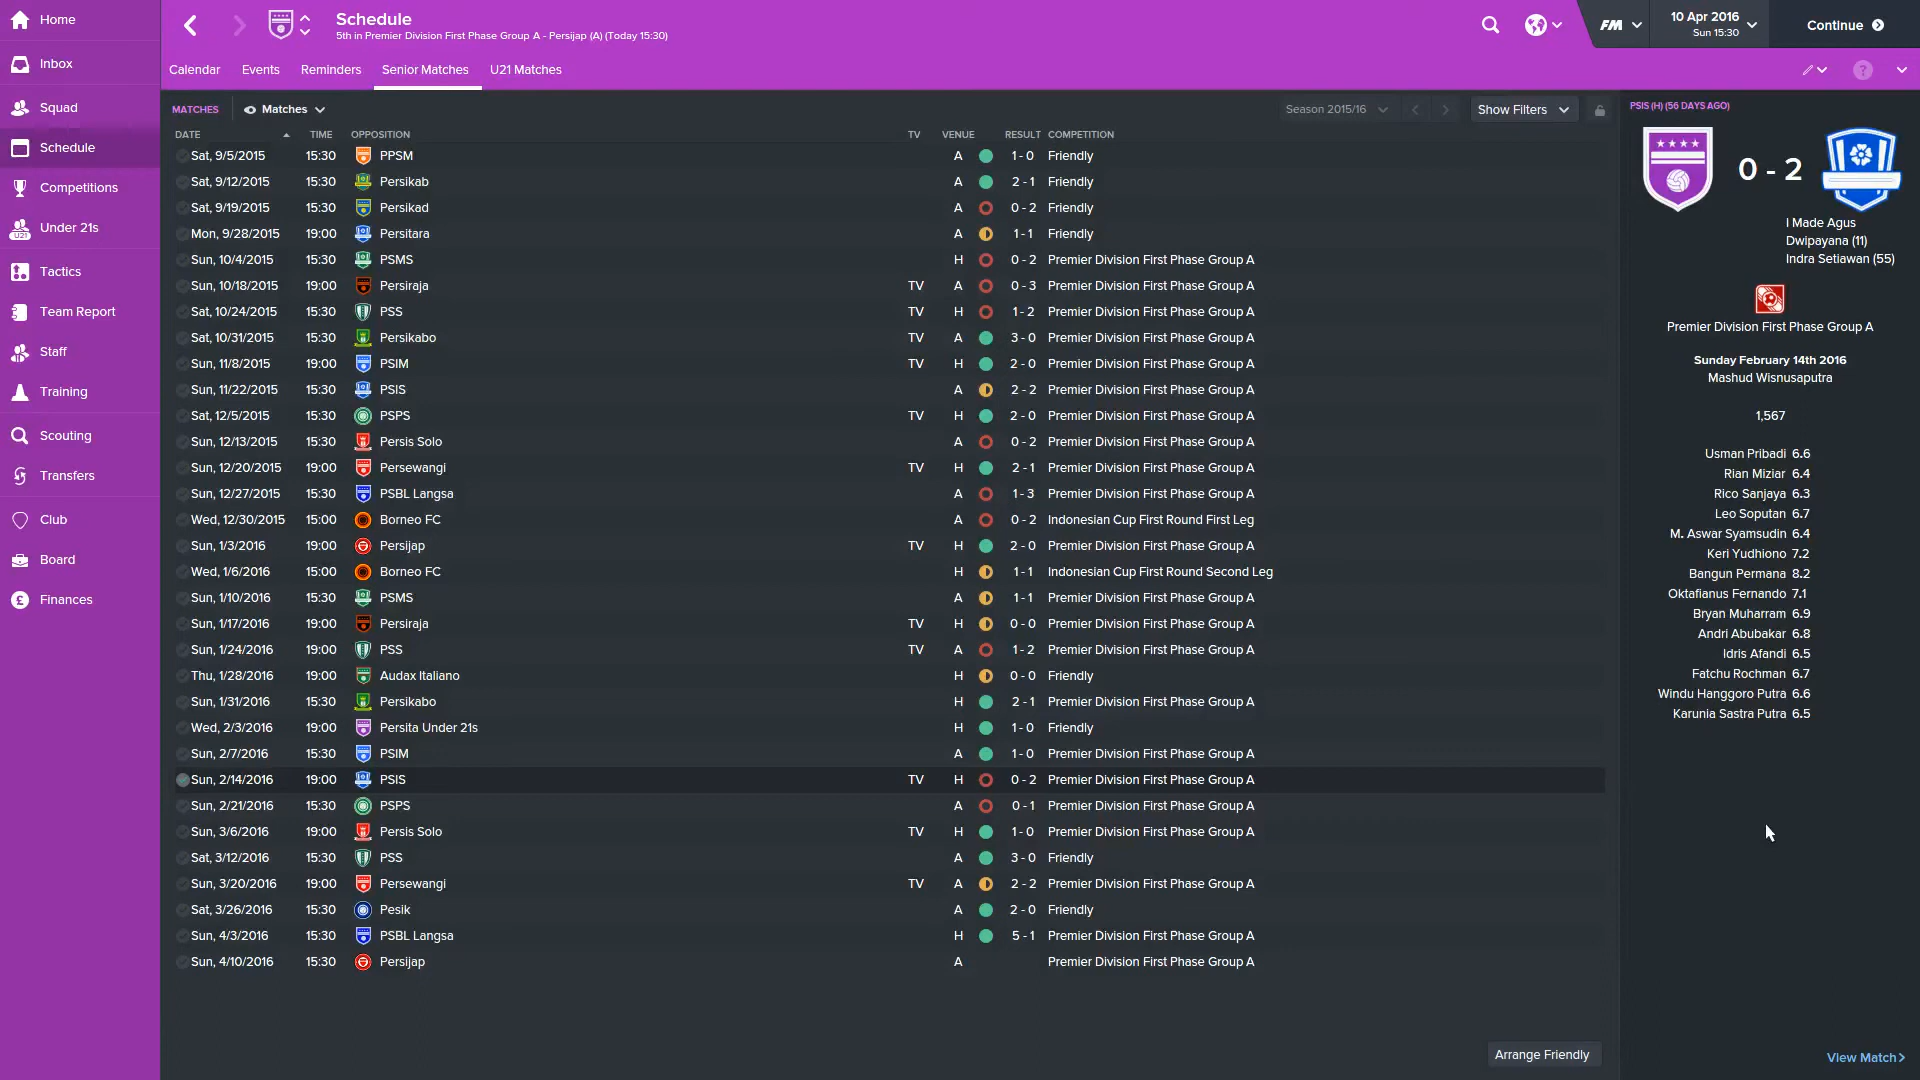 Home
Inbox
Squad
Schedule
Competitions
Under 21s
Tactics
Team Report
Staff
Training
Scouting
Transfers
Club
Board
Finances
Schedule
5th in Premier Division First Phase Group A - Persijap (A) (Today 15:30)
FM
10 Apr 2016
Sun 15:30
Continue
Calendar Events Reminders Senior Matches U21 Matches
?
MATCHES Matches Season 2015/16 Show Filters
DATE TIME OPPOSITION TV VENUE RESULT COMPETITION
Sat, 9/5/2015 15:30 PPSM A 1 - 0 Friendly
Sat, 9/12/2015 15:30 Persikab A 2 - 1 Friendly
Sat, 9/19/2015 15:30 Persikad A 0 - 2 Friendly
Mon, 9/28/2015 19:00 Persitara A 1 - 1 Friendly
Sun, 10/4/2015 15:30 PSMS H 0 - 2 Premier Division First Phase Group A
Sun, 10/18/2015 19:00 Persiraja TV A 0 - 3 Premier Division First Phase Group A
Sat, 10/24/2015 15:30 PSS TV H 1 - 2 Premier Division First Phase Group A
Sat, 10/31/2015 15:30 Persikabo TV A 3 - 0 Premier Division First Phase Group A
Sun, 11/8/2015 19:00 PSIM TV H 2 - 0 Premier Division First Phase Group A
Sun, 11/22/2015 15:30 PSIS A 2 - 2 Premier Division First Phase Group A
Sat, 12/5/2015 15:30 PSPS TV H 2 - 0 Premier Division First Phase Group A
Sun, 12/13/2015 15:30 Persis Solo A 0 - 2 Premier Division First Phase Group A
Sun, 12/20/2015 19:00 Persewangi TV H 2 - 1 Premier Division First Phase Group A
Sun, 12/27/2015 15:30 PSBL Langsa A 1 - 3 Premier Division First Phase Group A
Wed, 12/30/2015 15:00 Borneo FC A 0 - 2 Indonesian Cup First Round First Leg
Sun, 1/3/2016 19:00 Persijap TV H 2 - 0 Premier Division First Phase Group A
Wed, 1/6/2016 15:00 Borneo FC H 1 - 1 Indonesian Cup First Round Second Leg
Sun, 1/10/2016 15:30 PSMS A 1 - 1 Premier Division First Phase Group A
Sun, 1/17/2016 19:00 Persiraja TV H 0 - 0 Premier Division First Phase Group A
Sun, 1/24/2016 19:00 PSS TV A 1 - 2 Premier Division First Phase Group A
Thu, 1/28/2016 19:00 Audax Italiano H 0 - 0 Friendly
Sun, 1/31/2016 15:30 Persikabo H 2 - 1 Premier Division First Phase Group A
Wed, 2/3/2016 19:00 Persita Under 21s H 1 - 0 Friendly
Sun, 2/7/2016 15:30 PSIM A 1 - 0 Premier Division First Phase Group A
Sun, 2/14/2016 19:00 PSIS TV H 0 - 2 Premier Division First Phase Group A
Sun, 2/21/2016 15:30 PSPS A 0 - 1 Premier Division First Phase Group A
Sun, 3/6/2016 19:00 Persis Solo TV H 1 - 0 Premier Division First Phase Group A
Sat, 3/12/2016 15:30 PSS A 3 - 0 Friendly
Sun, 3/20/2016 19:00 Persewangi TV A 2 - 2 Premier Division First Phase Group A
Sat, 3/26/2016 15:30 Pesik A 2 - 0 Friendly
Sun, 4/3/2016 15:30 PSBL Langsa H 5 - 1 Premier Division First Phase Group A
Sun, 4/10/2016 15:30 Persijap A Premier Division First Phase Group A
Arrange Friendly
PSIS (H) (56 DAYS AGO)
0 - 2
I Made Agus
Dwipayana (11)
Indra Setiawan (55)
Premier Division First Phase Group A
Sunday February 14th 2016
Mashud Wisnusaputra
1,567
Usman Pribadi 6.6
Rian Miziar 6.4
Rico Sanjaya 6.3
Leo Soputan 6.7
M. Aswar Syamsudin 6.4
Keri Yudhiono 7.2
Bangun Permana 8.2
Oktafianus Fernando 7.1
Bryan Muharram 6.9
Andri Abubakar 6.8
Idris Afandi 6.5
Fatchu Rochman 6.7
Windu Hanggoro Putra 6.6
Karunia Sastra Putra 6.5
View Match